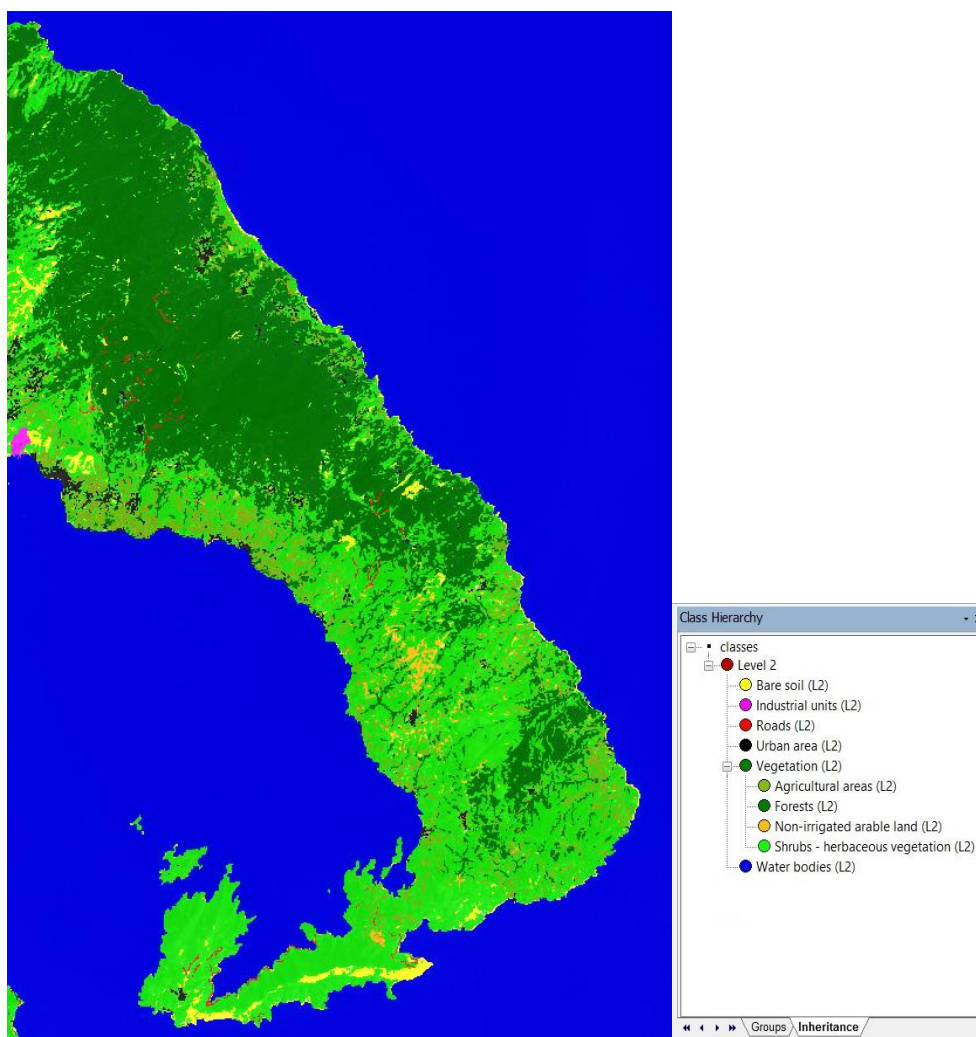 Class Hierarchy
classes
Level 2
Bare soil (L2)
Industrial units (L2)
Roads (L2)
Urban area (L2)
Vegetation (L2)
Agricultural areas (L2)
Forests (L2)
Non-irrigated arable land (L2)
Shrubs - herbaceous vegetation (L2)
Water bodies (L2)
Groups Inheritance